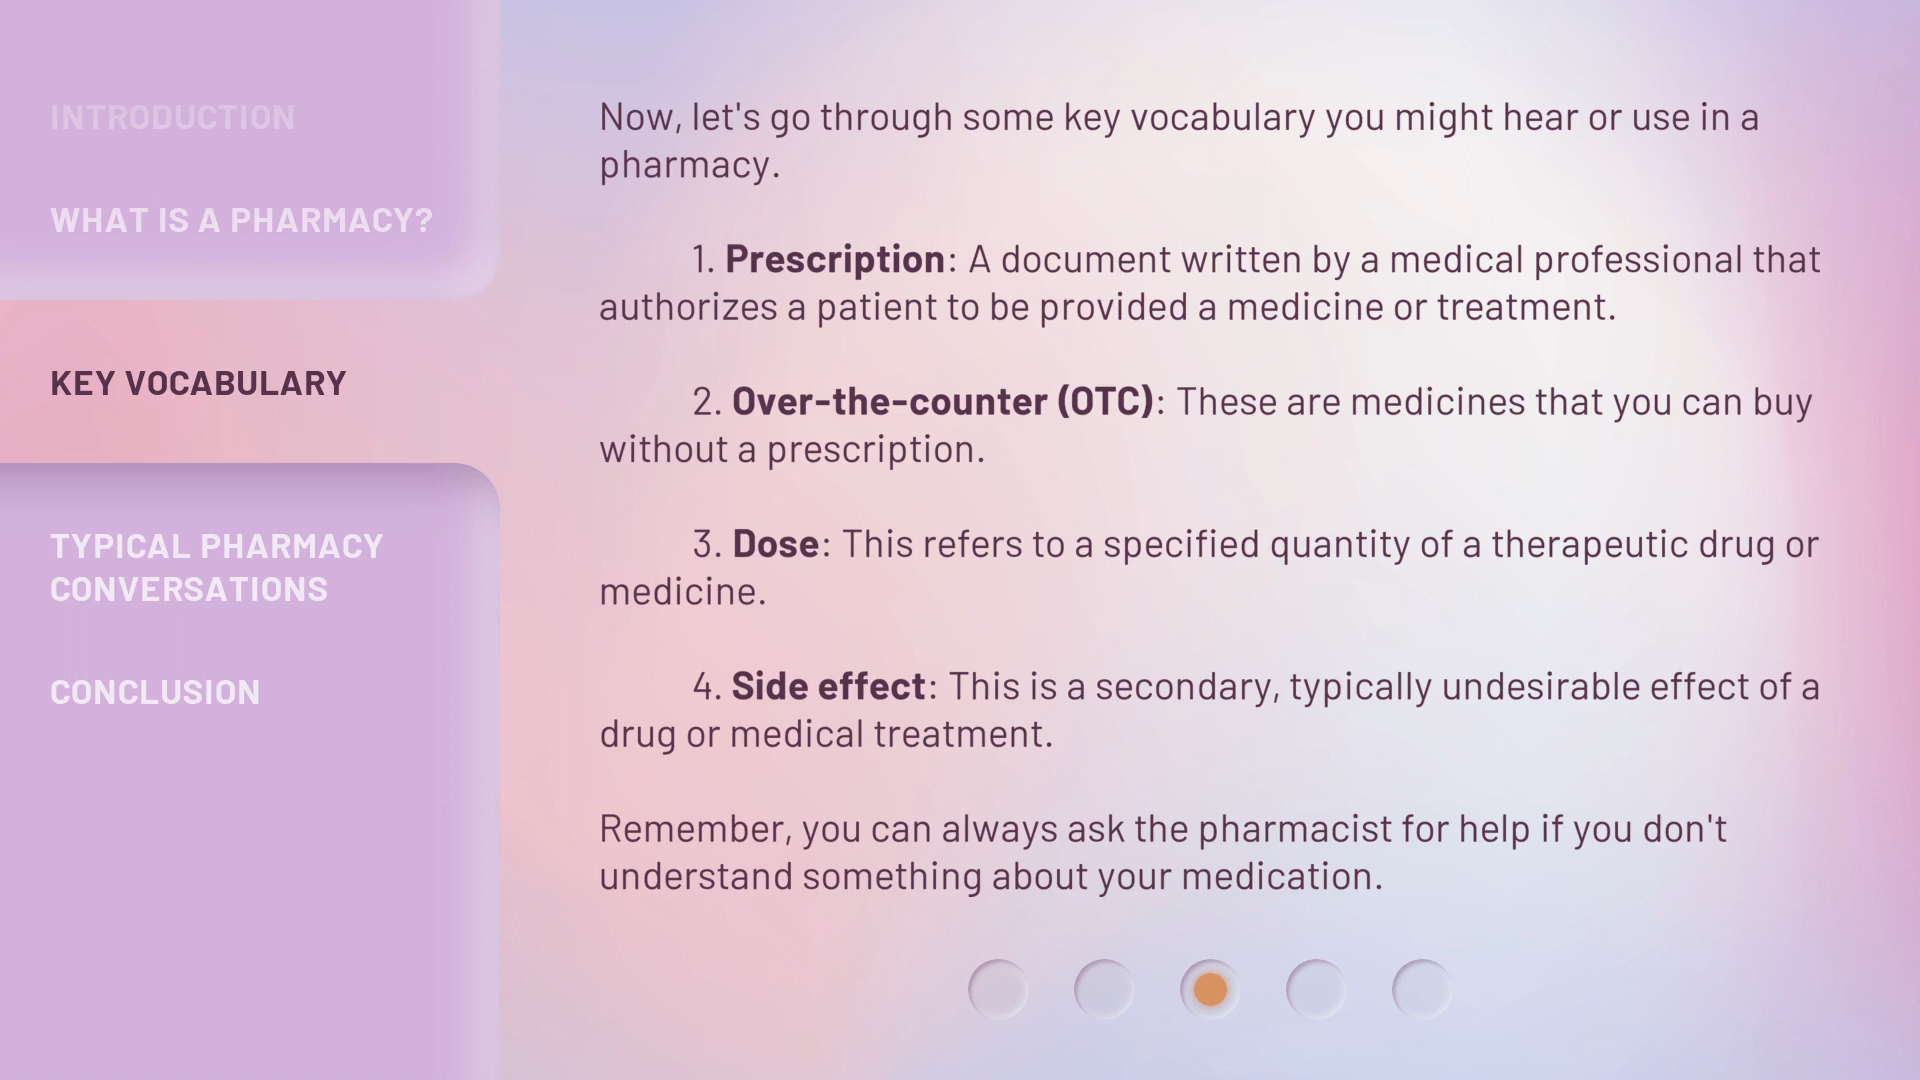 INTRODUCTION
WHAT IS A PHARMACY?
KEY VOCABULARY
TYPICAL PHARMACY
CONVERSATIONS
CONCLUSION
Now, let's go through some key vocabulary you might hear or use in a
pharmacy.
1. Prescription: A document written by a medical professional that
authorizes a patient to be provided a medicine or treatment.
2. Over-the-counter (OTC): These are medicines that you can buy
without a prescription.
3. Dose: This refers to a specified quantity of a therapeutic drug or
medicine.
4. Side effect: This is a secondary, typically undesirable effect of a
drug or medical treatment.
Remember, you can always ask the pharmacist for help if you don't
understand something about your medication.